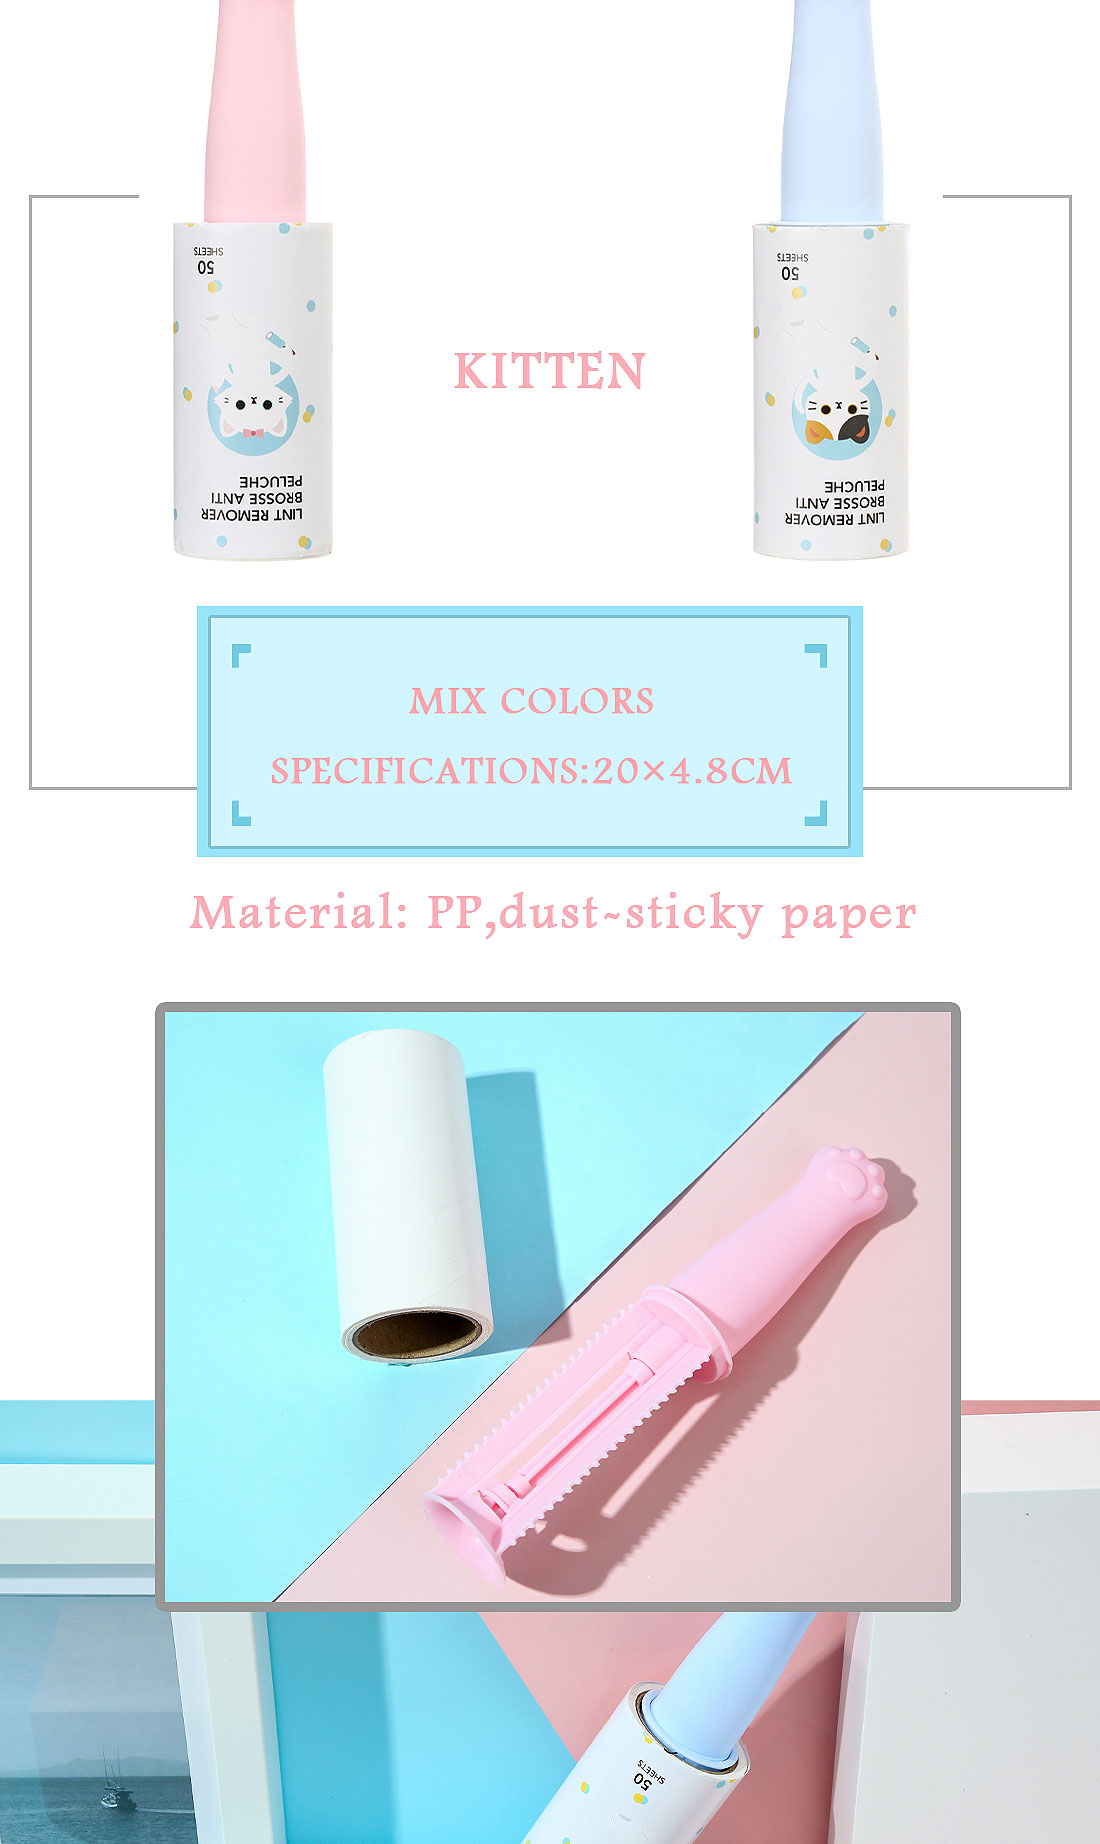 50
SHEETS
LINT REMOVER
BROSSE ANTI
PELUCHE
50
SHEETS
LINT REMOVER
BROSSE ANTI
PELUCHE
KITTEN
MIX COLORS
SPECIFICATIONS:20×4.8CM
Material: PP,dust-sticky paper
50
SHEETS